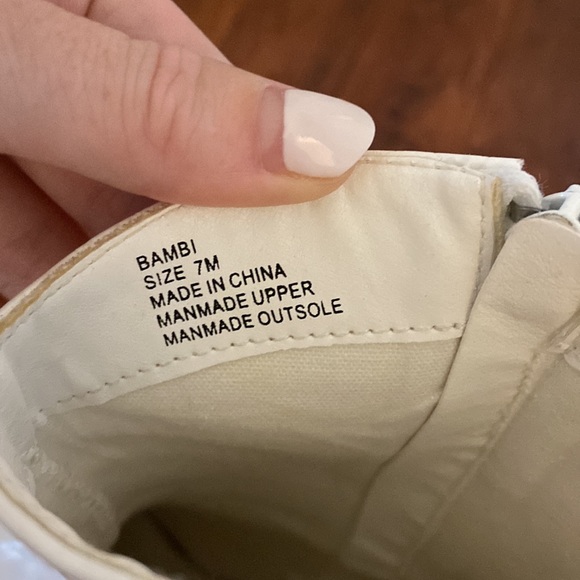 BAMBI
SIZE 7M
MADE IN CHINA
MANMADE UPPER
MANMADE OUTSOLE